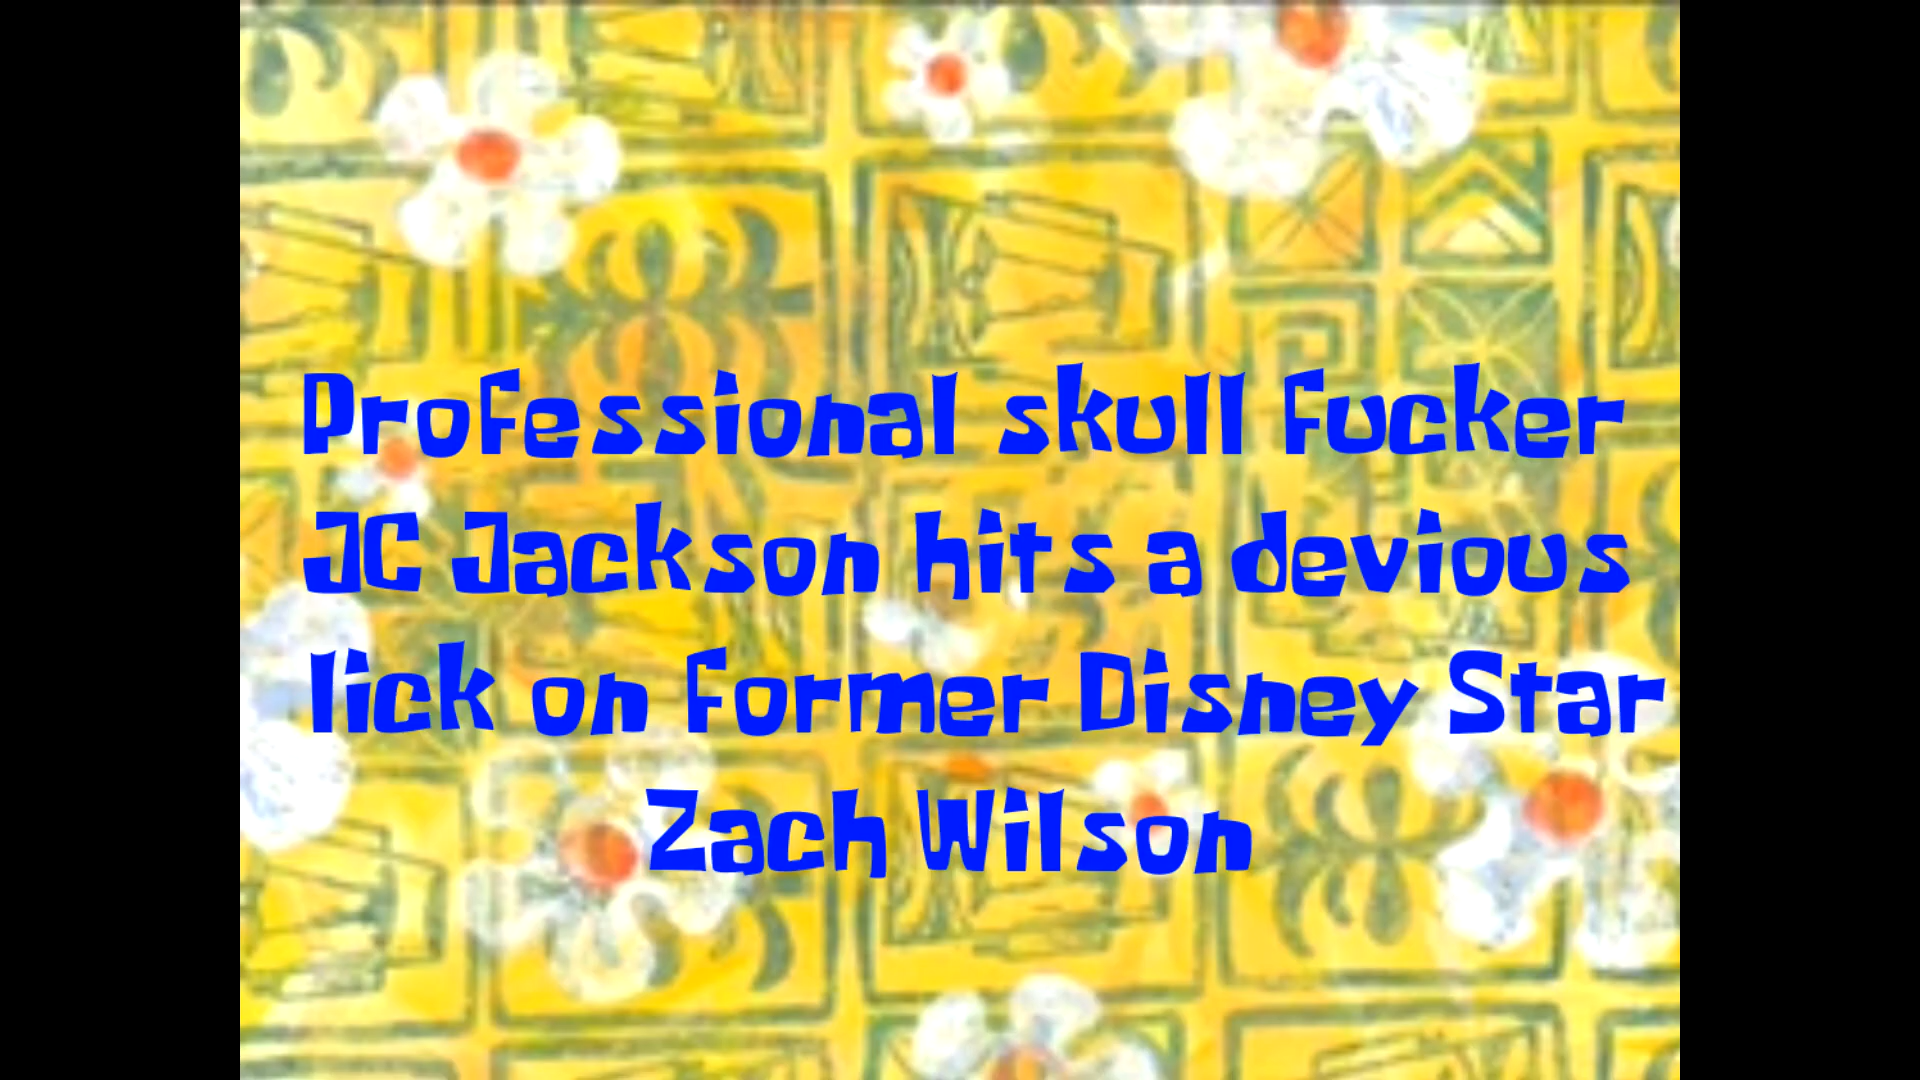 Professional skull fucker
JC Jackson hits a devious
lick on former Disney Star
Zach Wilson